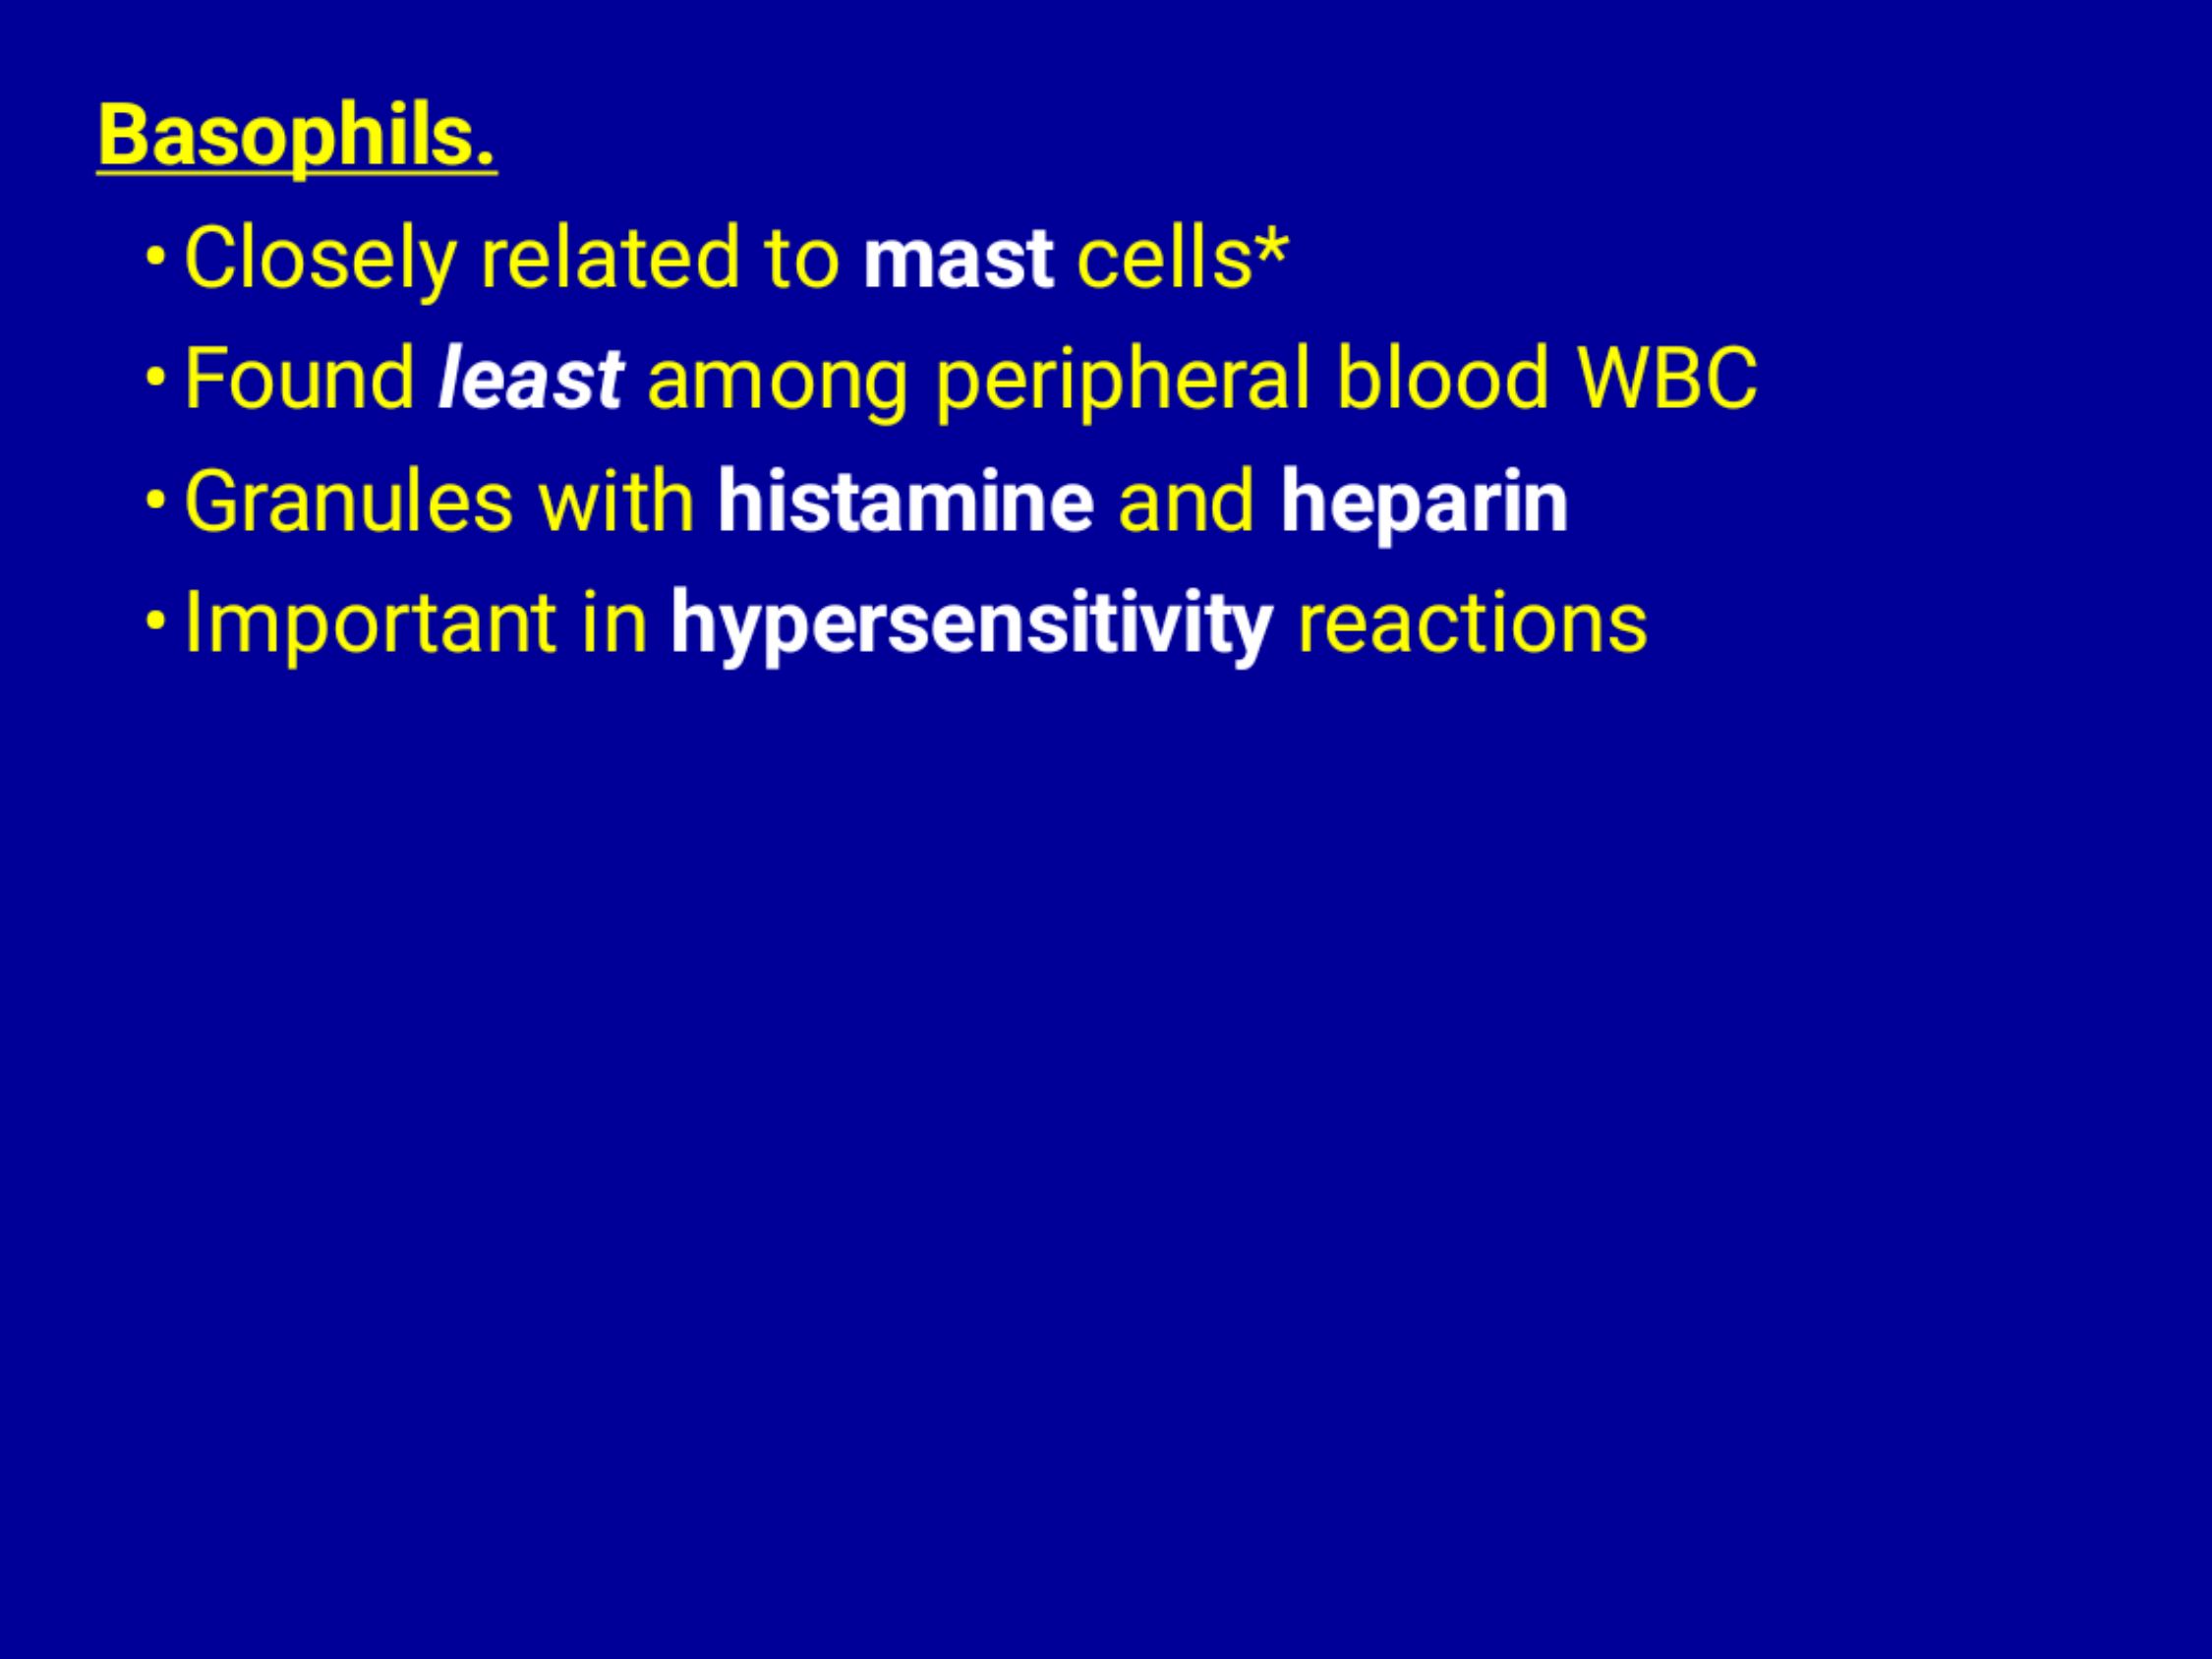 Basophils.
• Closely related to mast cells*
• Found least among peripheral blood WBC
• Granules with histamine and heparin
• Important in hypersensitivity reactions